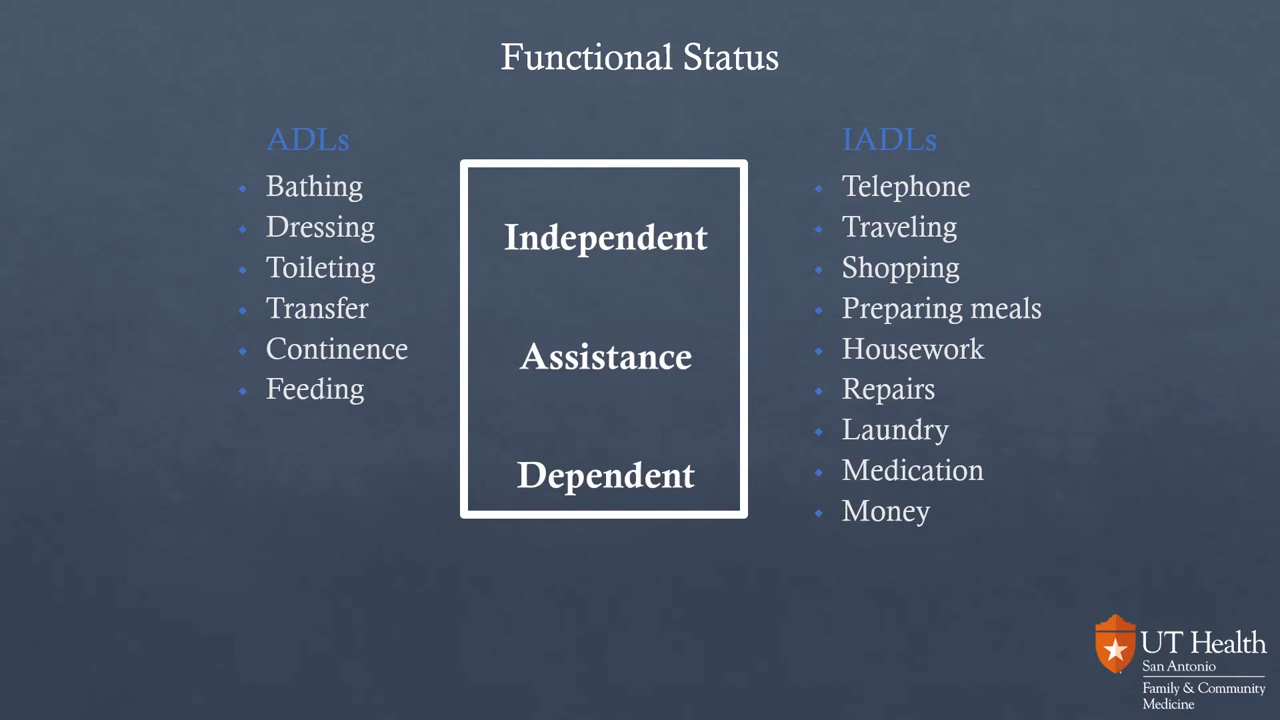 Functional Status
ADLs
Bathing
Dressing
Toileting
Transfer
Continence
Feeding
Independent
Assistance
Dependent
IADLs
Telephone
Traveling
Shopping
Preparing meals
Housework
Repairs
Laundry
Medication
Money
UT Health
San Antonio
Family & Community
Medicine